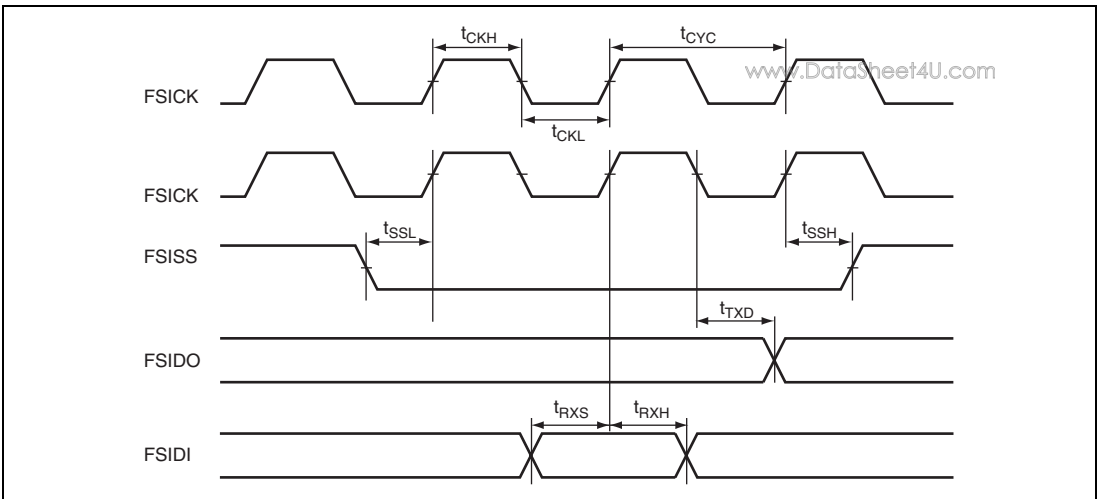 tCKH tCYC
www.DataSheet4U.com
FSICK
tCKL
FSICK
tSSL tSSH
FSISS
tTXD
FSIDO
tRXS tRXH
FSIDI